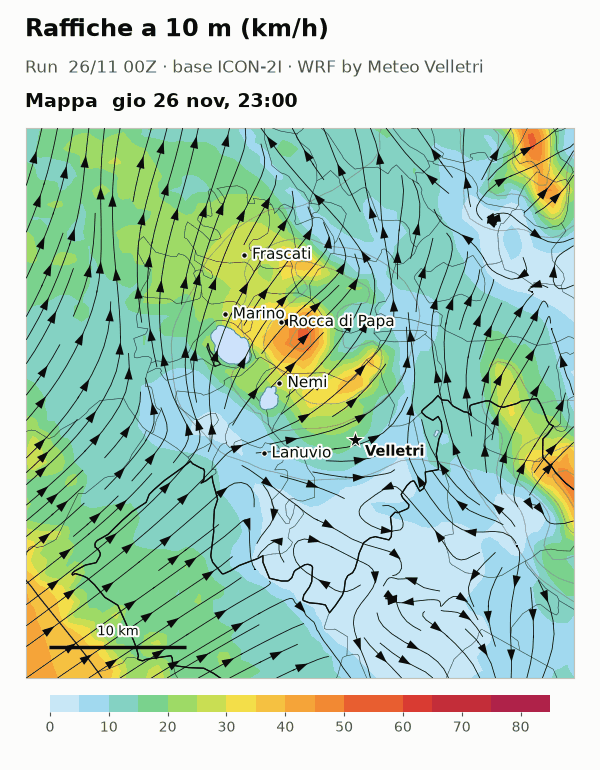 Raffiche a 10 m (km/h)
Run  26/11 00Z · base ICON-2I · WRF by Meteo Velletri
Mappa  gio 26 nov, 23:00
Frascati
Marino
Rocca di Papa
Nemi
Velletri
Lanuvio
10 km
0 10 20 30 40 50 60 70 80